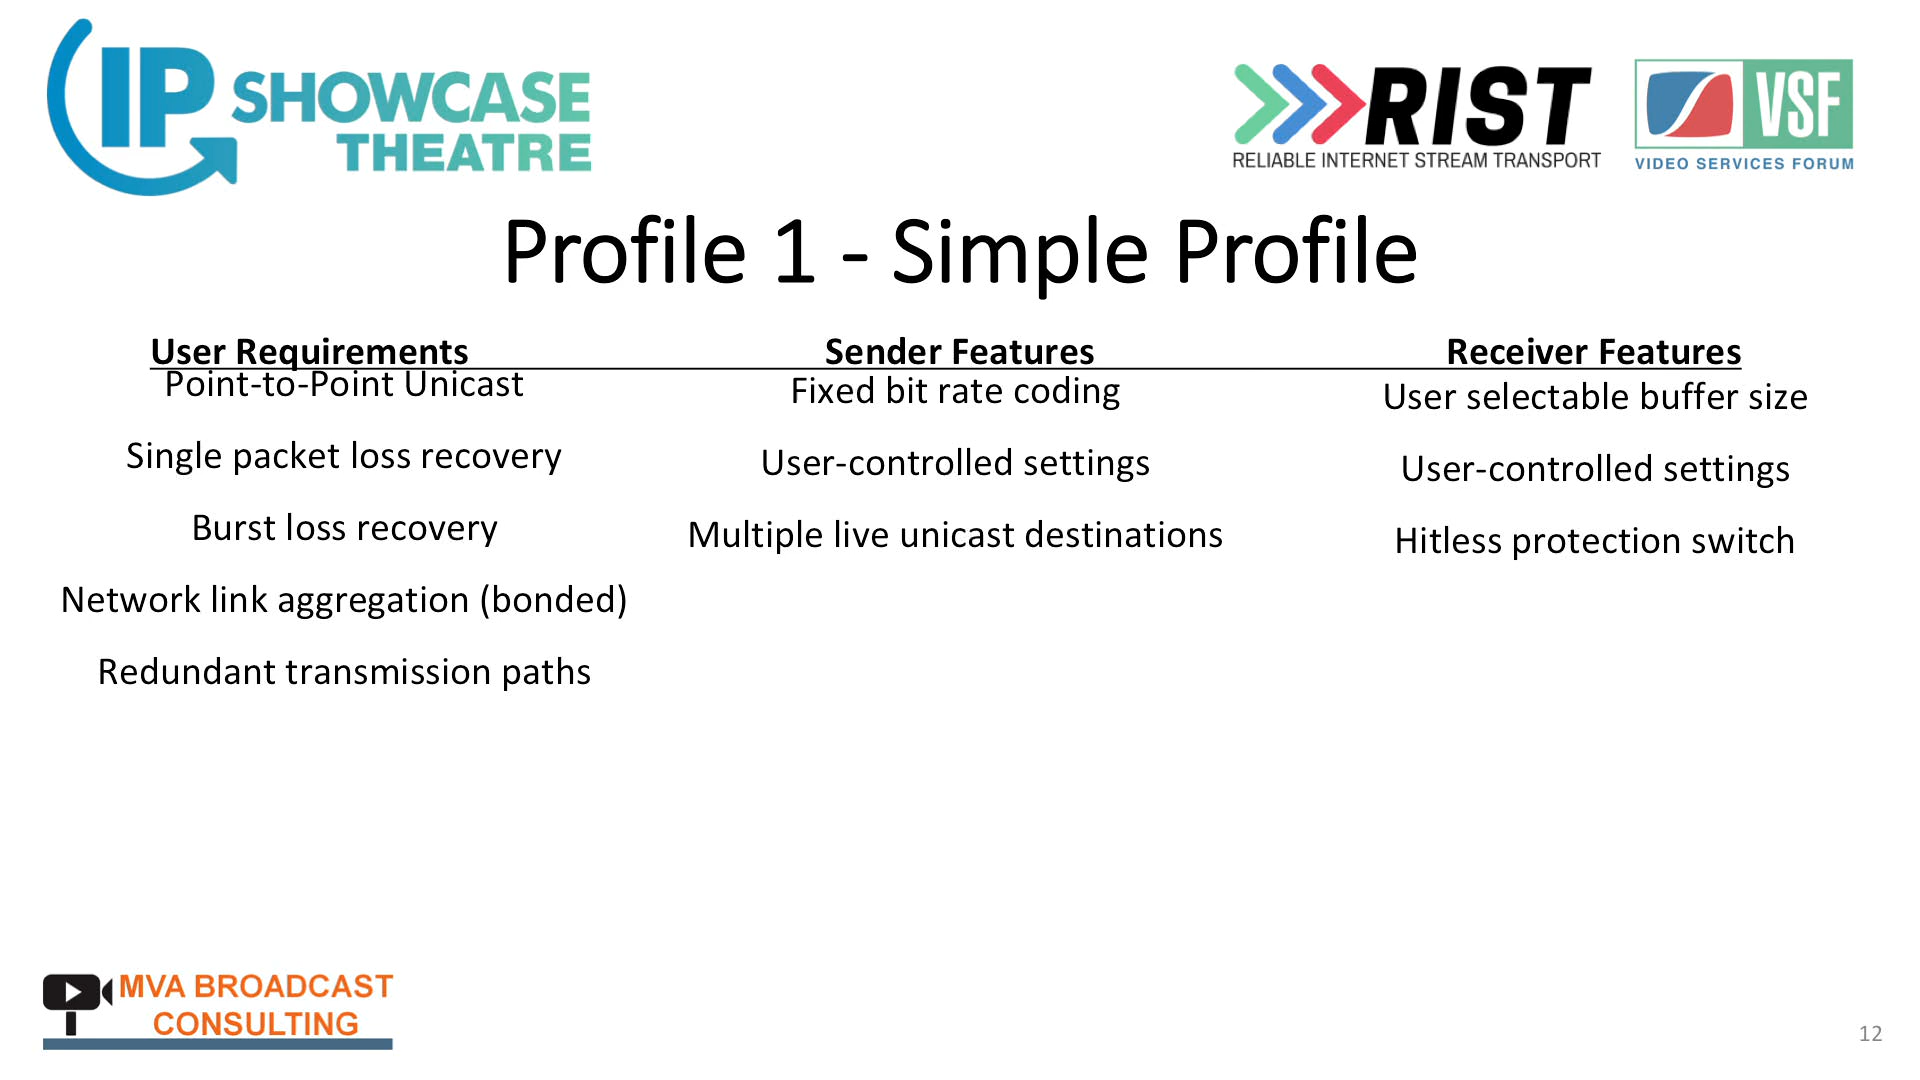 IP SHOWCASE
THEATRE
RIST
RELIABLE INTERNET STREAM TRANSPORT
VSF
VIDEO SERVICES FORUM
Profile 1 - Simple Profile
User Requirements
Point-to-Point Unicast
Single packet loss recovery
Burst loss recovery
Network link aggregation (bonded)
Redundant transmission paths
Sender Features
Fixed bit rate coding
User-controlled settings
Multiple live unicast destinations
Receiver Features
User selectable buffer size
User-controlled settings
Hitless protection switch
MVA BROADCAST
CONSULTING
12